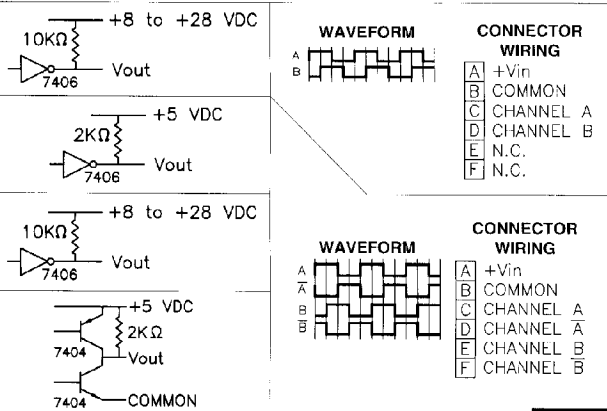 +8 to +28 VDC
10KΩ
7406
Vout
+5 VDC
2KΩ
7406
Vout
+8 to +28 VDC
10KΩ
7406
Vout
+5 VDC
2KΩ
7404
Vout
7404
COMMON
WAVEFORM
A
B
CONNECTOR
WIRING
A +Vin
B COMMON
C CHANNEL A
D CHANNEL B
E N.C.
F N.C.
WAVEFORM
A
A̅
B
B̅
CONNECTOR
WIRING
A +Vin
B COMMON
C CHANNEL A
D CHANNEL A̅
E CHANNEL B
F CHANNEL B̅